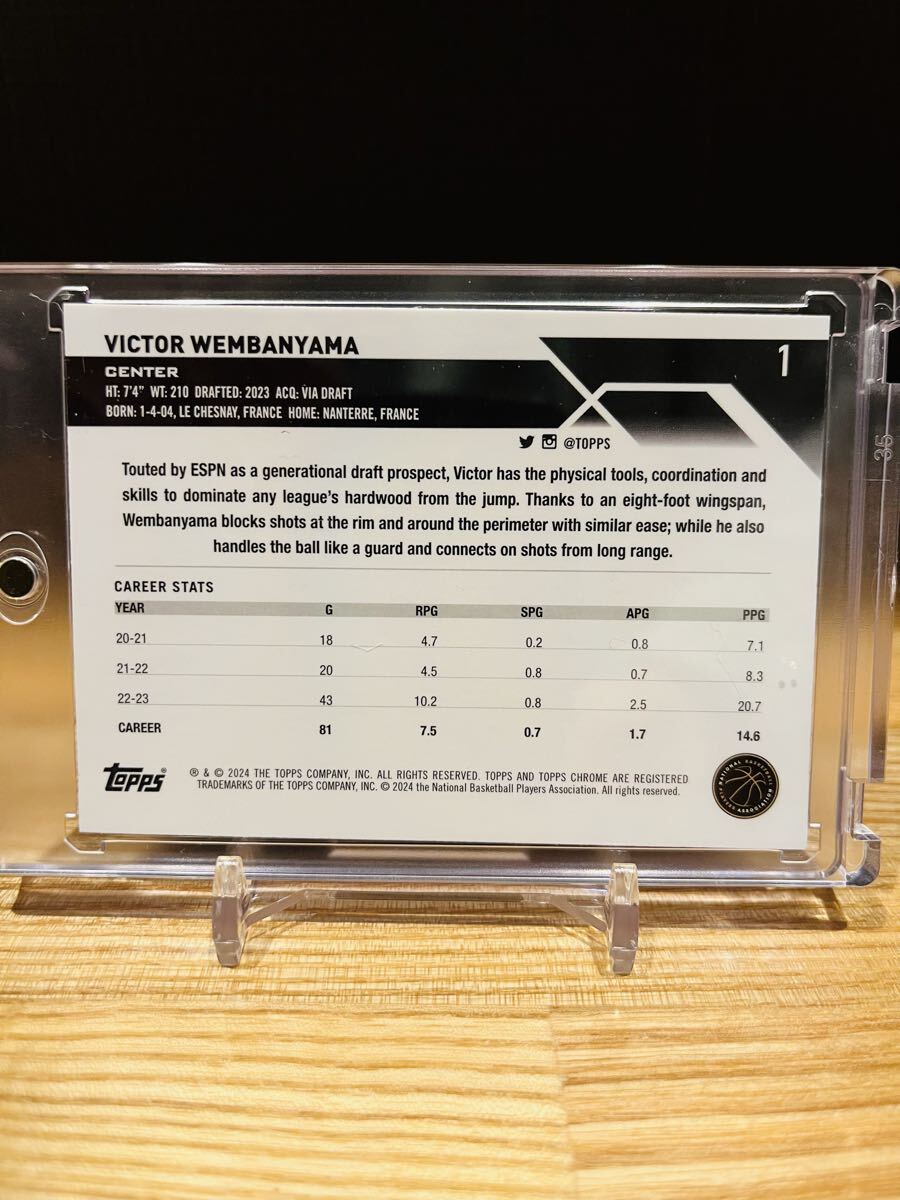 VICTOR WEMBANYAMA
1
CENTER
HT: 7'4" WT: 210 DRAFTED: 2023 ACQ: VIA DRAFT
BORN: 1-4-04, LE CHESNAY, FRANCE HOME: NANTERRE, FRANCE
@TOPPS
Touted by ESPN as a generational draft prospect, Victor has the physical tools, coordination and
skills to dominate any league's hardwood from the jump. Thanks to an eight-foot wingspan,
Wembanyama blocks shots at the rim and around the perimeter with similar ease; while he also
handles the ball like a guard and connects on shots from long range.
CAREER STATS
YEAR G RPG SPG APG PPG
20-21 18 4.7 0.2 0.8 7.1
21-22 20 4.5 0.8 0.7 8.3
22-23 43 10.2 0.8 2.5 20.7
CAREER 81 7.5 0.7 1.7 14.6
topps®
® & © 2024 THE TOPPS COMPANY, INC. ALL RIGHTS RESERVED. TOPPS AND TOPPS CHROME ARE REGISTERED
TRADEMARKS OF THE TOPPS COMPANY, INC. © 2024 the National Basketball Players Association. All rights reserved.
NATIONAL BASKETBALL
PLAYERS ASSOCIATION
35